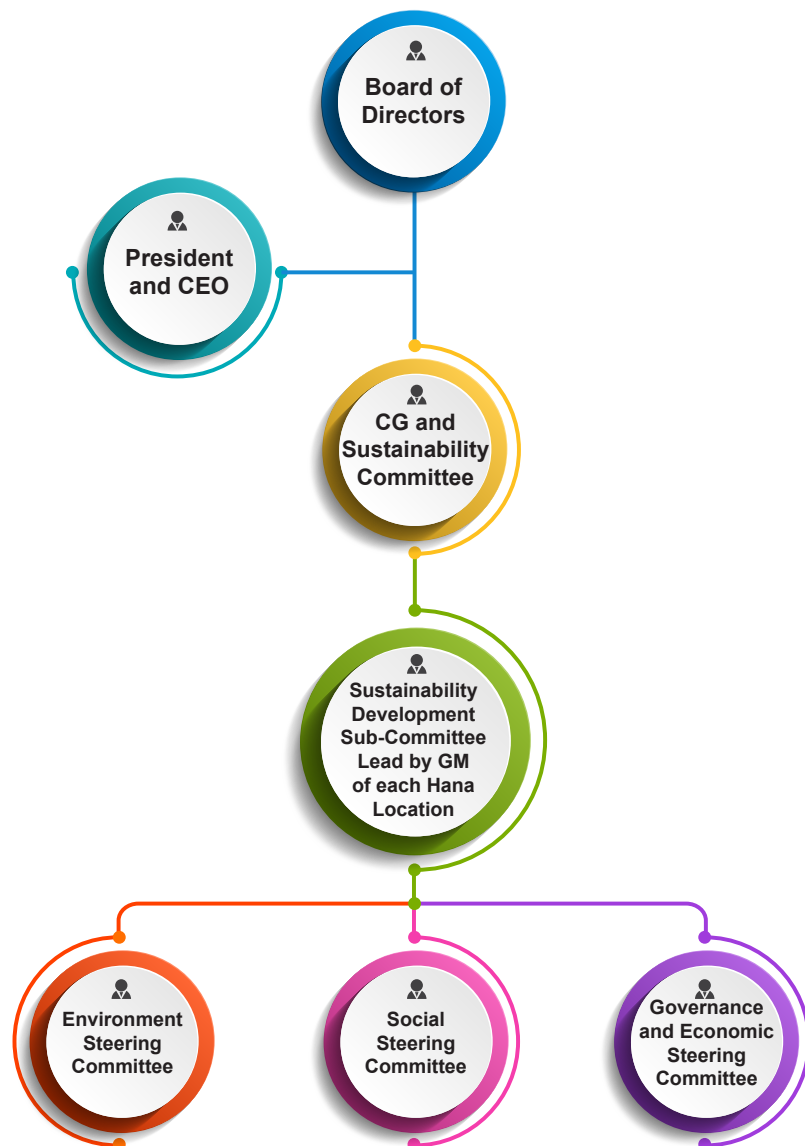 Board of
Directors
President
and CEO
CG and
Sustainability
Committee
Sustainability
Development
Sub-Committee
Lead by GM
of each Hana
Location
Environment
Steering
Committee
Social
Steering
Committee
Governance
and Economic
Steering
Committee